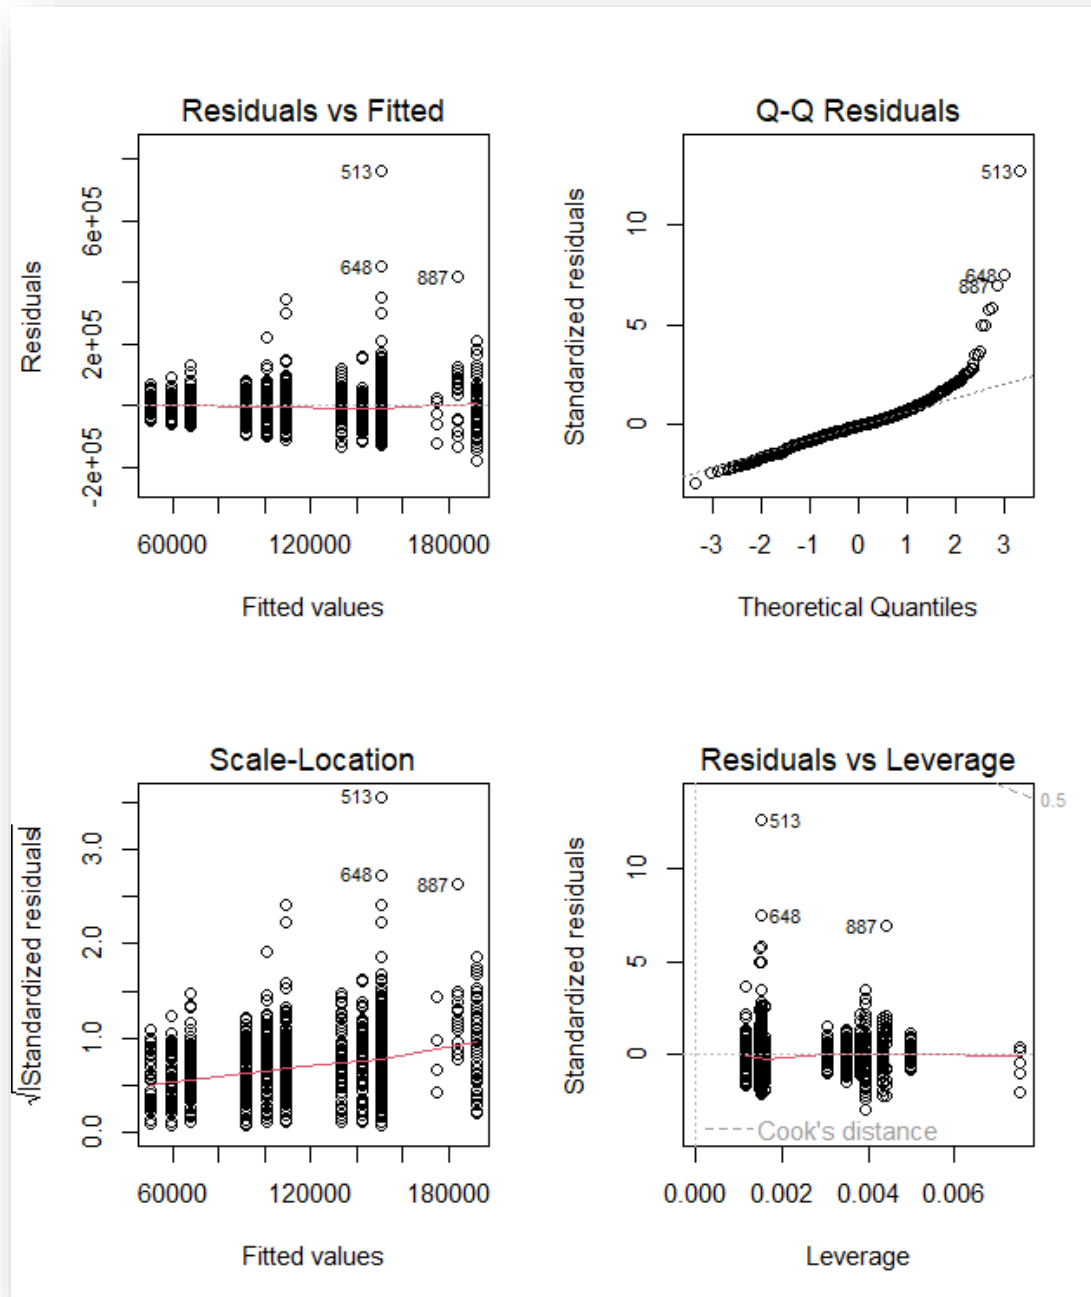 Residuals vs Fitted
Residuals
-2e+05 2e+05 6e+05
513
648
887
60000 120000 180000
Fitted values
Q-Q Residuals
Standardized residuals
0 5 10
513
648
887
-3 -2 -1 0 1 2 3
Theoretical Quantiles
Scale-Location
√|Standardized residuals|
0.0 1.0 2.0 3.0
513
648
887
60000 120000 180000
Fitted values
Residuals vs Leverage
Standardized residuals
0 5 10
513
648
887
0.5
Cook's distance
0.000 0.002 0.004 0.006
Leverage